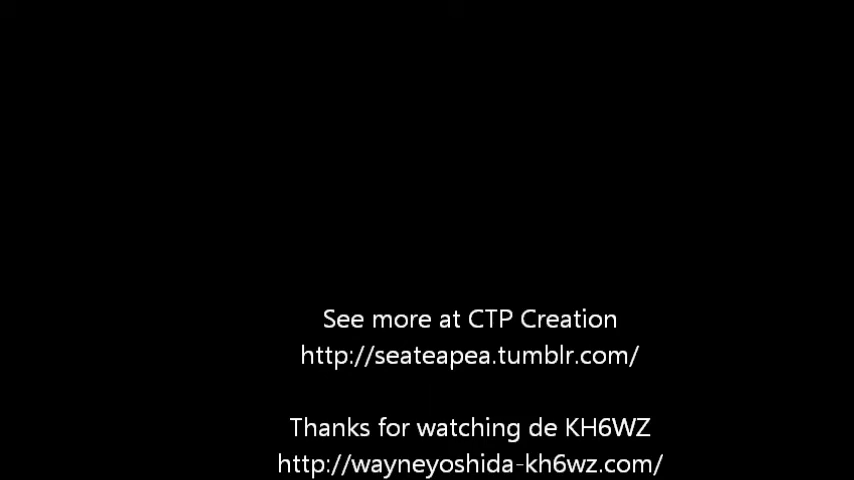 See more at CTP Creation
http://seateapea.tumblr.com/
Thanks for watching de KH6WZ
http://wayneyoshida-kh6wz.com/